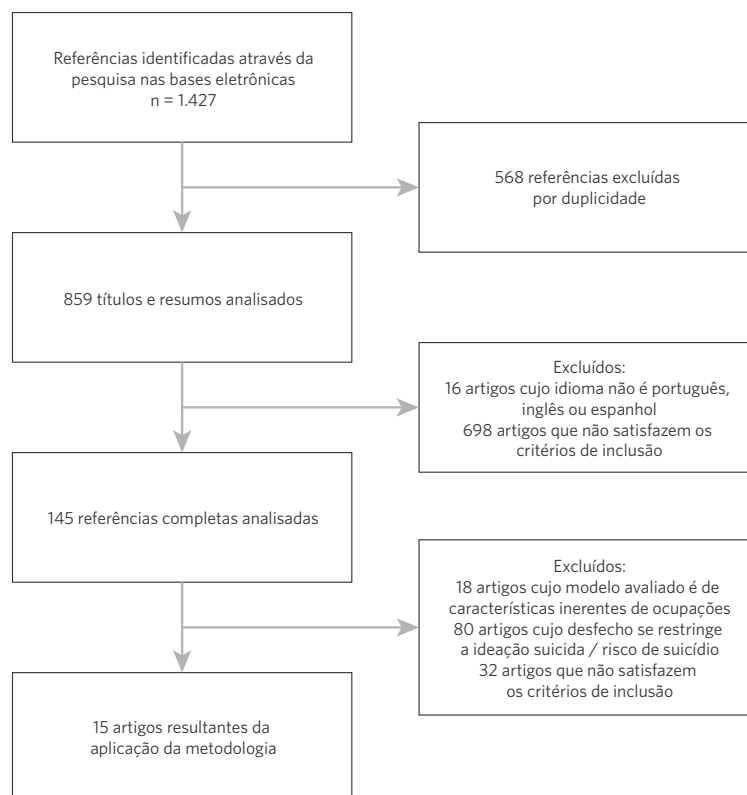 Referências identificadas através da
pesquisa nas bases eletrônicas
n = 1.427
568 referências excluídas
por duplicidade
859 títulos e resumos analisados
Excluídos:
16 artigos cujo idioma não é português,
inglês ou espanhol
698 artigos que não satisfazem os
critérios de inclusão
145 referências completas analisadas
Excluídos:
18 artigos cujo modelo avaliado é de
características inerentes de ocupações
80 artigos cujo desfecho se restringe
a ideação suicida / risco de suicídio
32 artigos que não satisfazem
os critérios de inclusão
15 artigos resultantes da
aplicação da metodologia